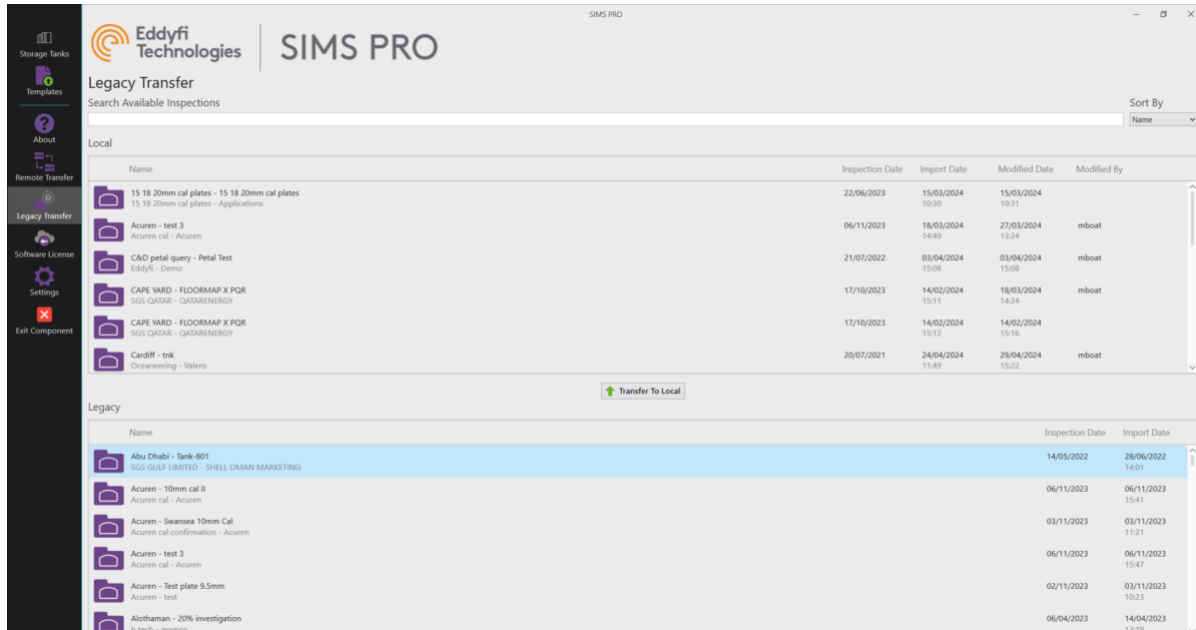 SIMS PRO
Storage Tanks
Templates
About
Remote Transfer
Legacy Transfer
Software License
Settings
Exit Component
Eddyfi
Technologies
SIMS PRO
Legacy Transfer
Search Available Inspections
Sort By
Name
Local
Name Inspection Date Import Date Modified Date Modified By
15 18 20mm cal plates - 15 18 20mm cal plates 22/06/2023 15/03/2024 15/03/2024
15 18 20mm cal plates - Applications 10:30 10:31
Acuren - test 3 06/11/2023 18/03/2024 27/03/2024 mboat
Acuren cal - Acuren 14:49 13:24
C&D petal query - Petal Test 21/07/2022 03/04/2024 03/04/2024 mboat
Eddyfi - Demo 15:08 15:08
CAPE YARD - FLOORMAP X PQR 17/10/2023 14/02/2024 18/03/2024 mboat
SGS QATAR - QATARENERGY 15:11 14:24
CAPE YARD - FLOORMAP X PQR 17/10/2023 14/02/2024 14/02/2024
SGS QATAR - QATARENERGY 15:12 15:16
Cardiff - tnk 20/07/2021 24/04/2024 29/04/2024 mboat
Oceaneering - Valero 11:49 15:22
Transfer To Local
Legacy
Name Inspection Date Import Date
Abu Dhabi - Tank-801 14/05/2022 28/06/2022
SGS GULF LIMITED - SHELL OMAN MARKETING 14:01
Acuren - 10mm cal II 06/11/2023 06/11/2023
Acuren cal - Acuren 15:41
Acuren - Swansea 10mm Cal 03/11/2023 03/11/2023
Acuren cal confirmation - Acuren 11:21
Acuren - test 3 06/11/2023 06/11/2023
Acuren cal - Acuren 15:47
Acuren - Test plate 9.5mm 02/11/2023 03/11/2023
Acuren - test 10:23
Alothaman - 20% investigation 06/04/2023 14/04/2023